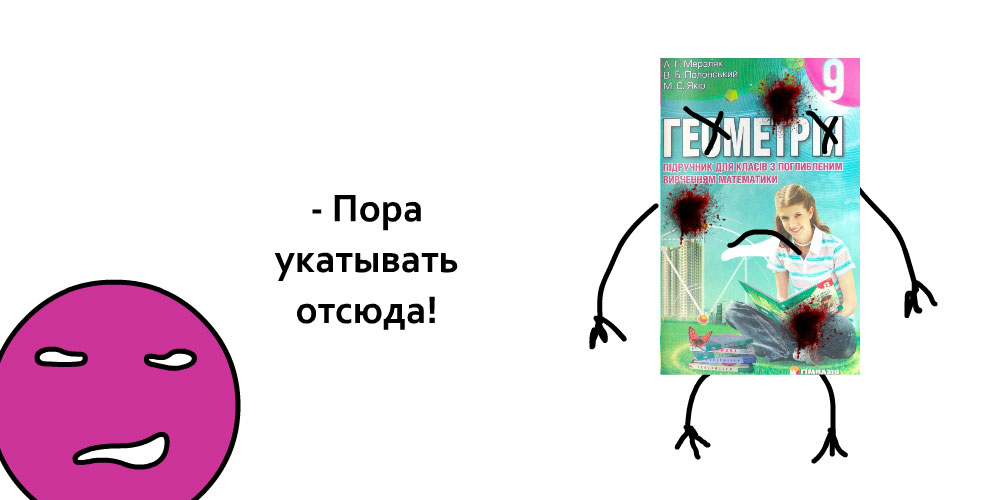 - Пора
укатывать
отсюда!
А. Г. Мерзляк
В. Б. Полонський
М. С. Якір
9
ГЕОМЕТРІЯ
ПІДРУЧНИК ДЛЯ КЛАСІВ З ПОГЛИБЛЕНИМ
ВИВЧЕННЯМ МАТЕМАТИКИ
ГІМНАЗІЯ